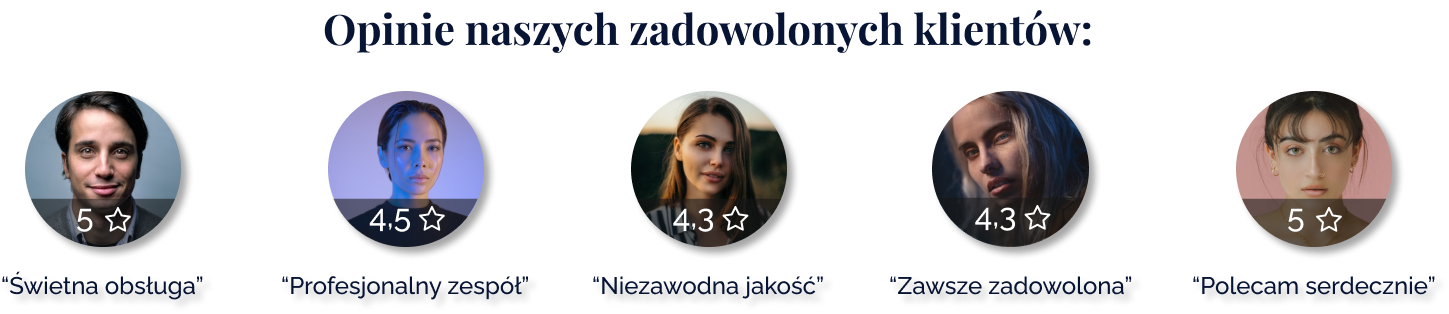 Opinie naszych zadowolonych klientów:
5
4,5
4,3
4,3
5
“Świetna obsługa”
“Profesjonalny zespół”
“Niezawodna jakość”
“Zawsze zadowolona”
“Polecam serdecznie”